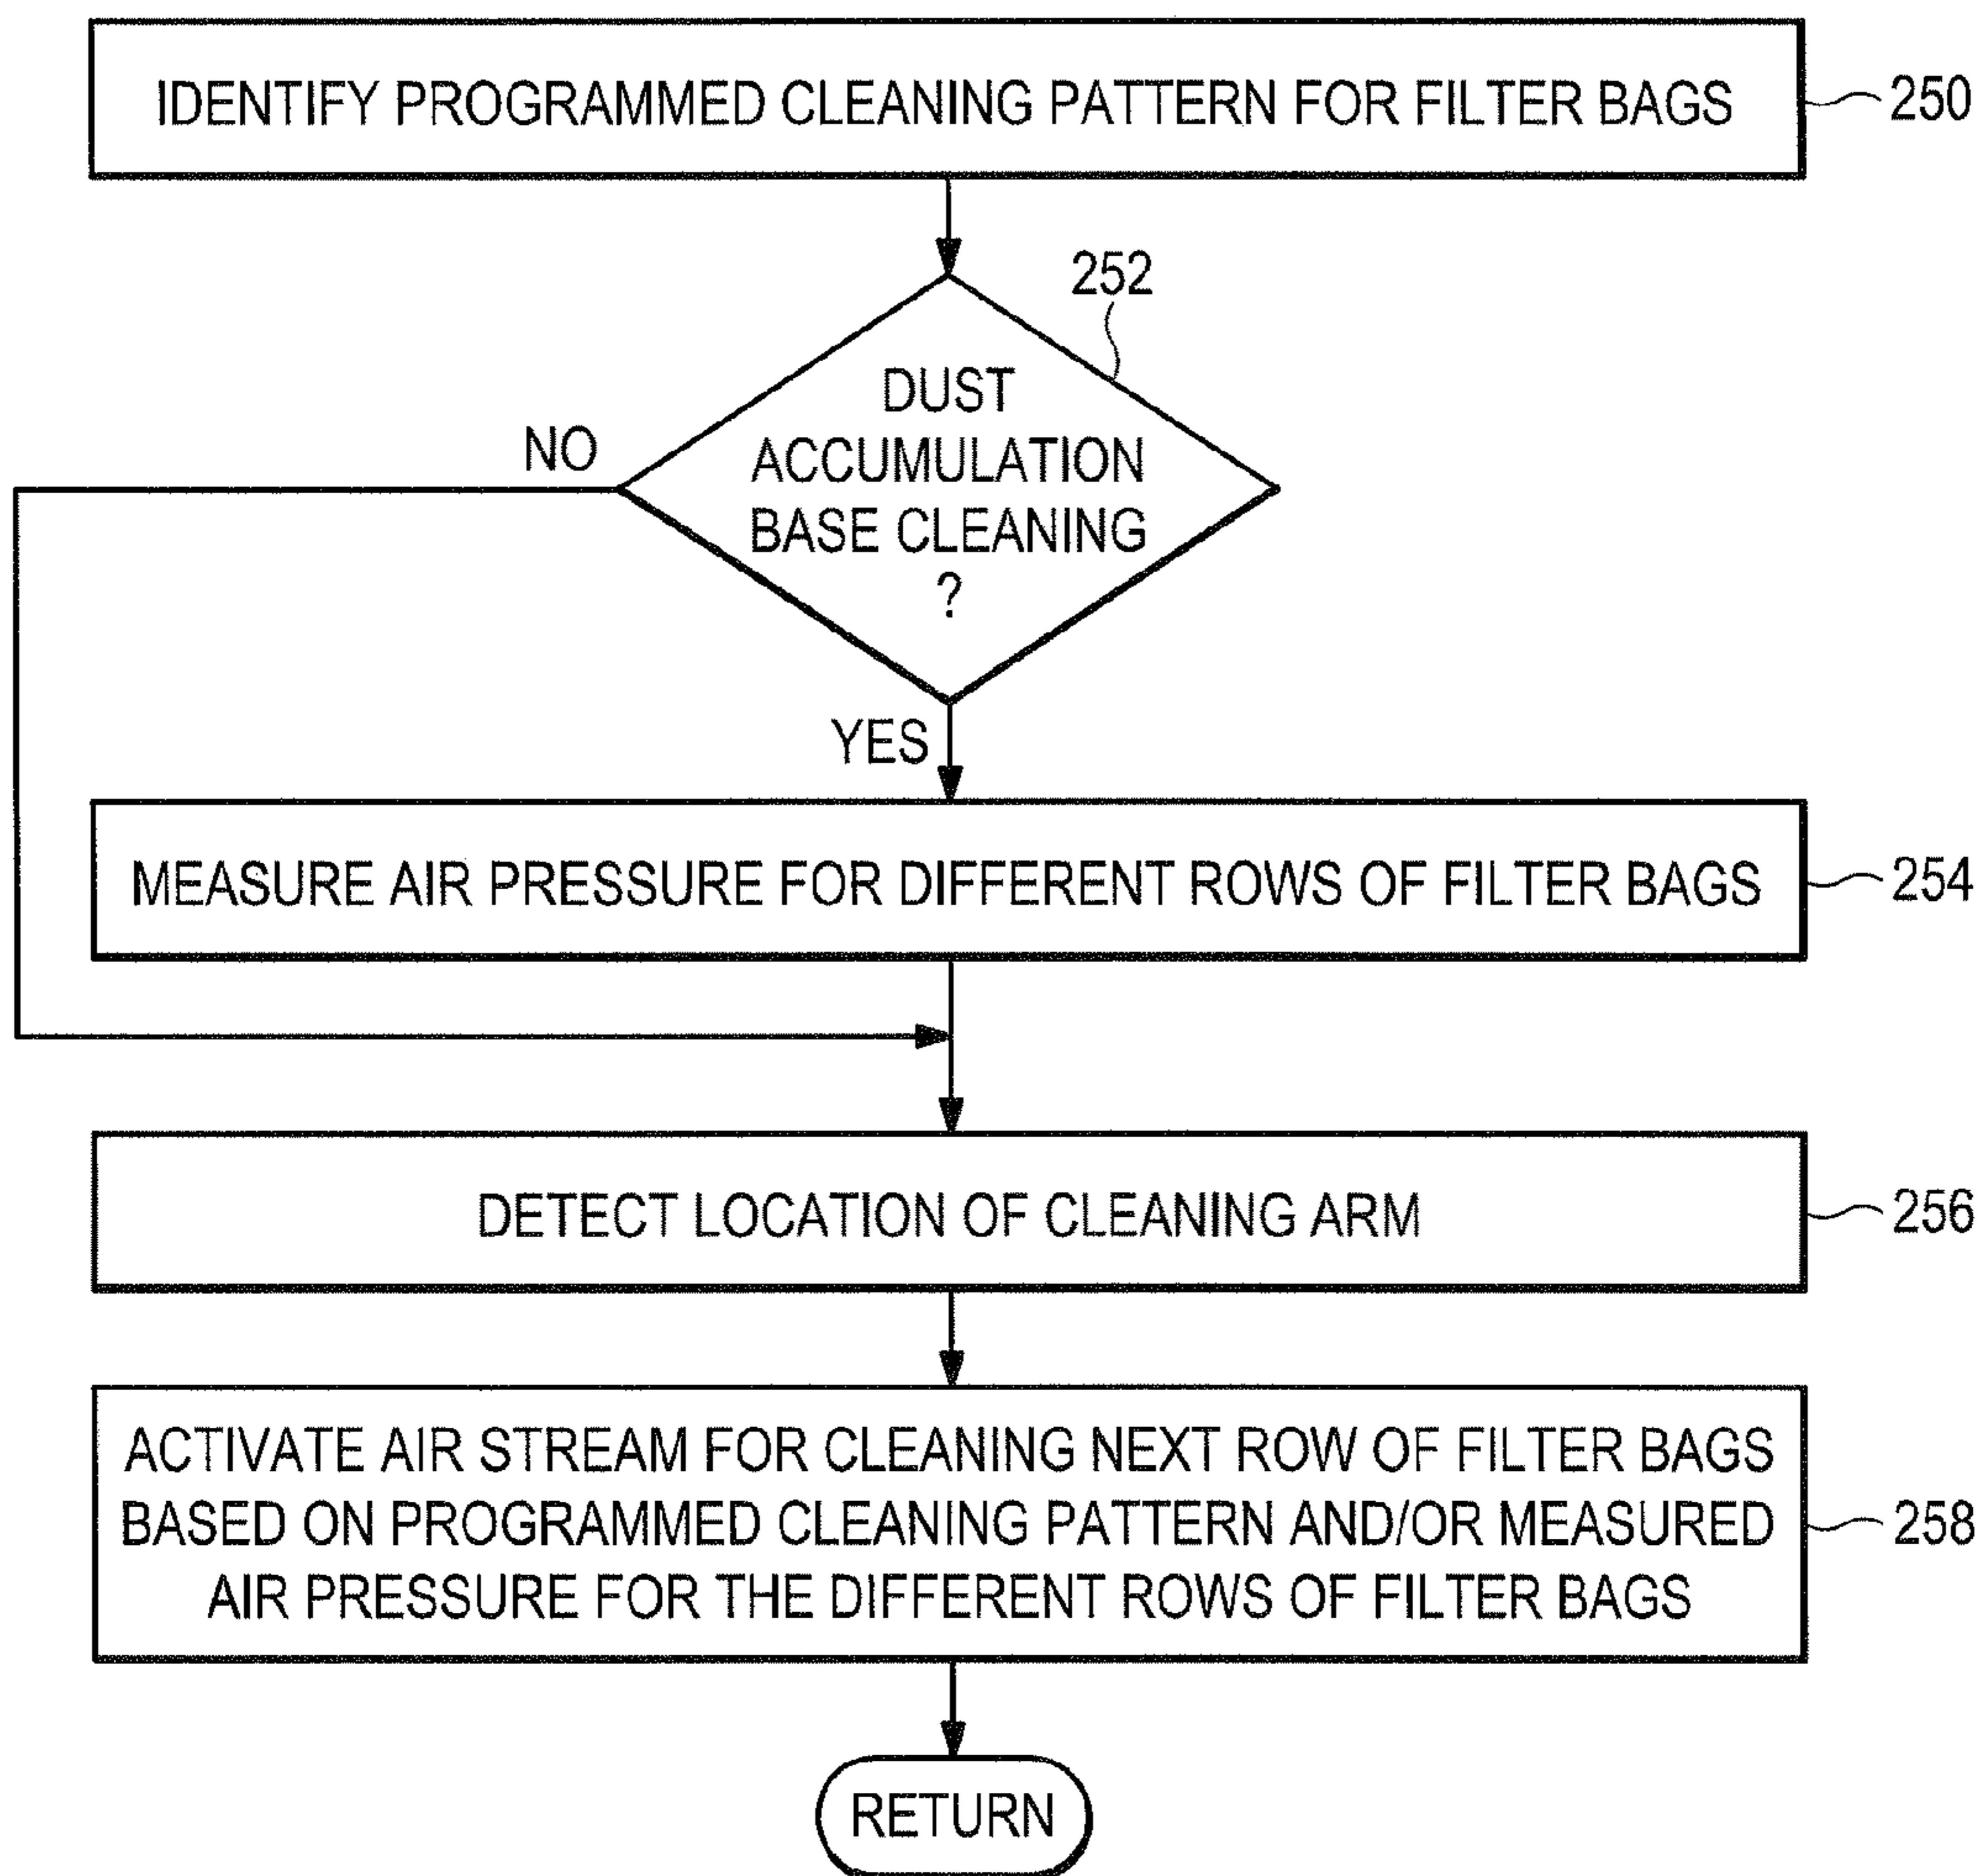 IDENTIFY PROGRAMMED CLEANING PATTERN FOR FILTER BAGS
250
252
DUST
ACCUMULATION
BASE CLEANING
?
NO
YES
MEASURE AIR PRESSURE FOR DIFFERENT ROWS OF FILTER BAGS
254
DETECT LOCATION OF CLEANING ARM
256
ACTIVATE AIR STREAM FOR CLEANING NEXT ROW OF FILTER BAGS
BASED ON PROGRAMMED CLEANING PATTERN AND/OR MEASURED
AIR PRESSURE FOR THE DIFFERENT ROWS OF FILTER BAGS
258
RETURN